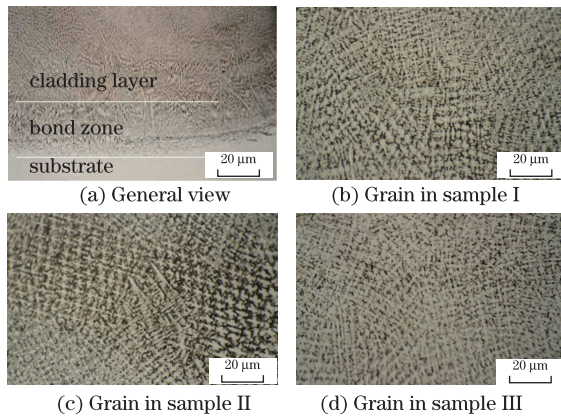 cladding layer
bond zone
substrate
20 μm
20 μm
(a) General view
(b) Grain in sample I
20 μm
20 μm
(c) Grain in sample II
(d) Grain in sample III